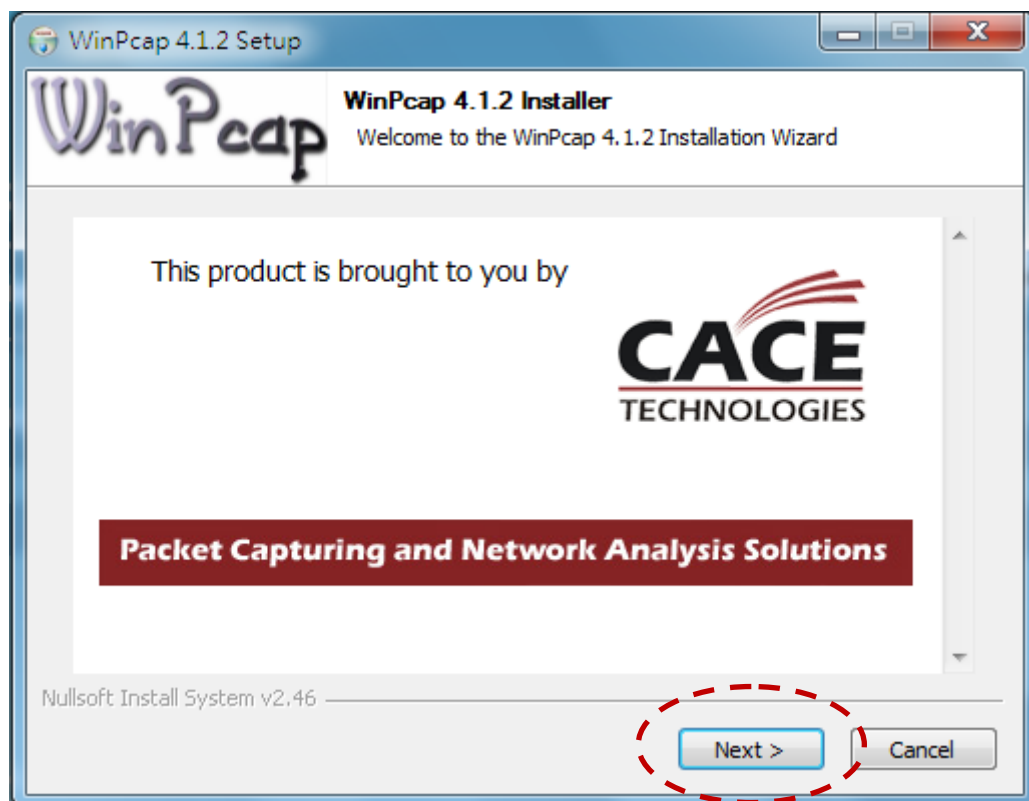 WinPcap 4.1.2 Setup
WinPcap
WinPcap 4.1.2 Installer
Welcome to the WinPcap 4.1.2 Installation Wizard
This product is brought to you by
CACE
TECHNOLOGIES
Packet Capturing and Network Analysis Solutions
Nullsoft Install System v2.46
Next >
Cancel